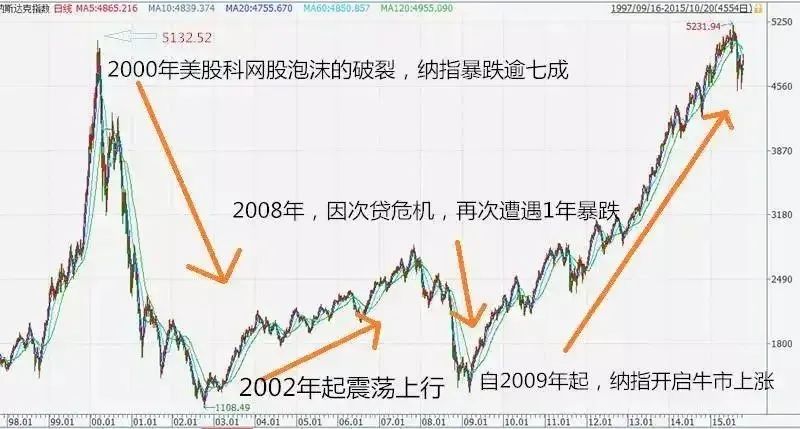 纳斯达克指数 日线 MA5:4865.216 MA10:4839.374 MA20:4755.670 MA60:4850.857 MA120:4955.090 1997/09/16-2015/10/20(4554日)
5132.52
5231.94
5250
2000年美股科网股泡沫的破裂，纳指暴跌逾七成
4560
3870
2008年，因次贷危机，再次遭遇1年暴跌
3180
2490
1800
2002年起震荡上行
自2009年起，纳指开启牛市上涨
1108.49
98.01 99.01 00.01 01.01 02.01 03.01 04.01 05.01 06.01 07.01 08.01 09.01 10.01 11.01 12.01 13.01 14.01 15.01